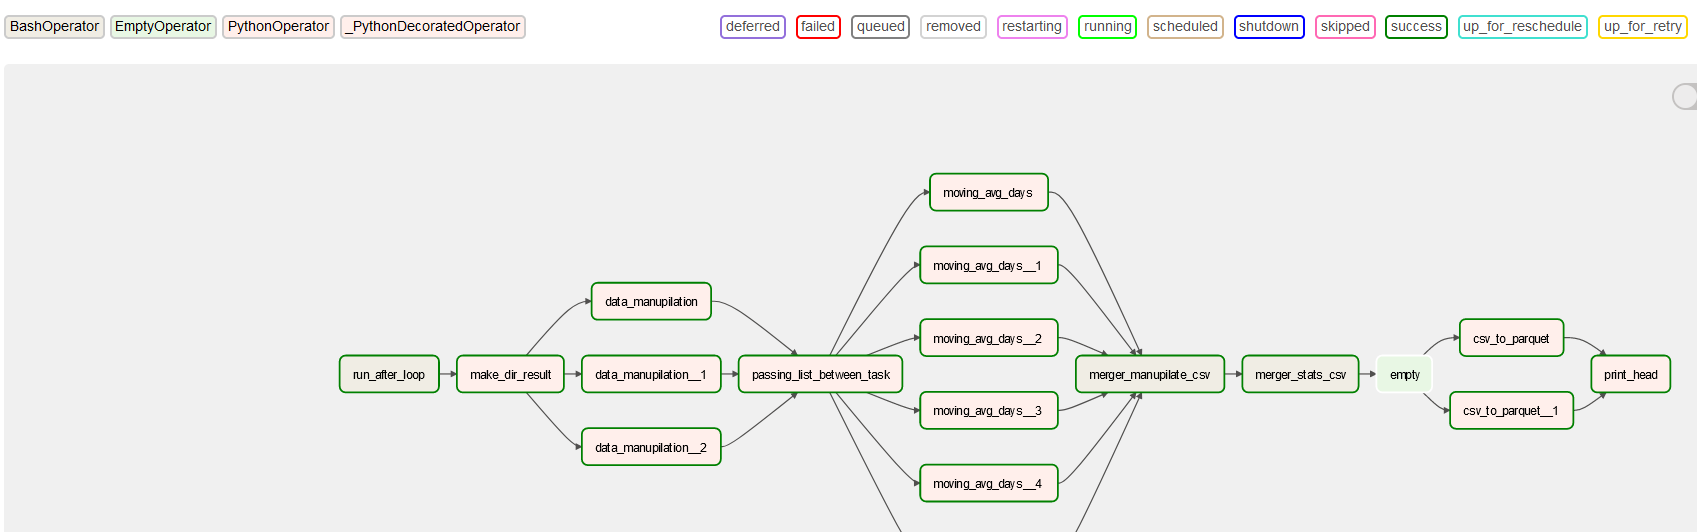 BashOperator EmptyOperator PythonOperator _PythonDecoratedOperator deferred failed queued removed restarting running scheduled shutdown skipped success up_for_reschedule up_for_retry
moving_avg_days
moving_avg_days__1
data_manupilation
moving_avg_days__2 csv_to_parquet
run_after_loop make_dir_result data_manupilation__1 passing_list_between_task merger_manupilate_csv merger_stats_csv empty print_head
moving_avg_days__3 csv_to_parquet__1
data_manupilation__2
moving_avg_days__4